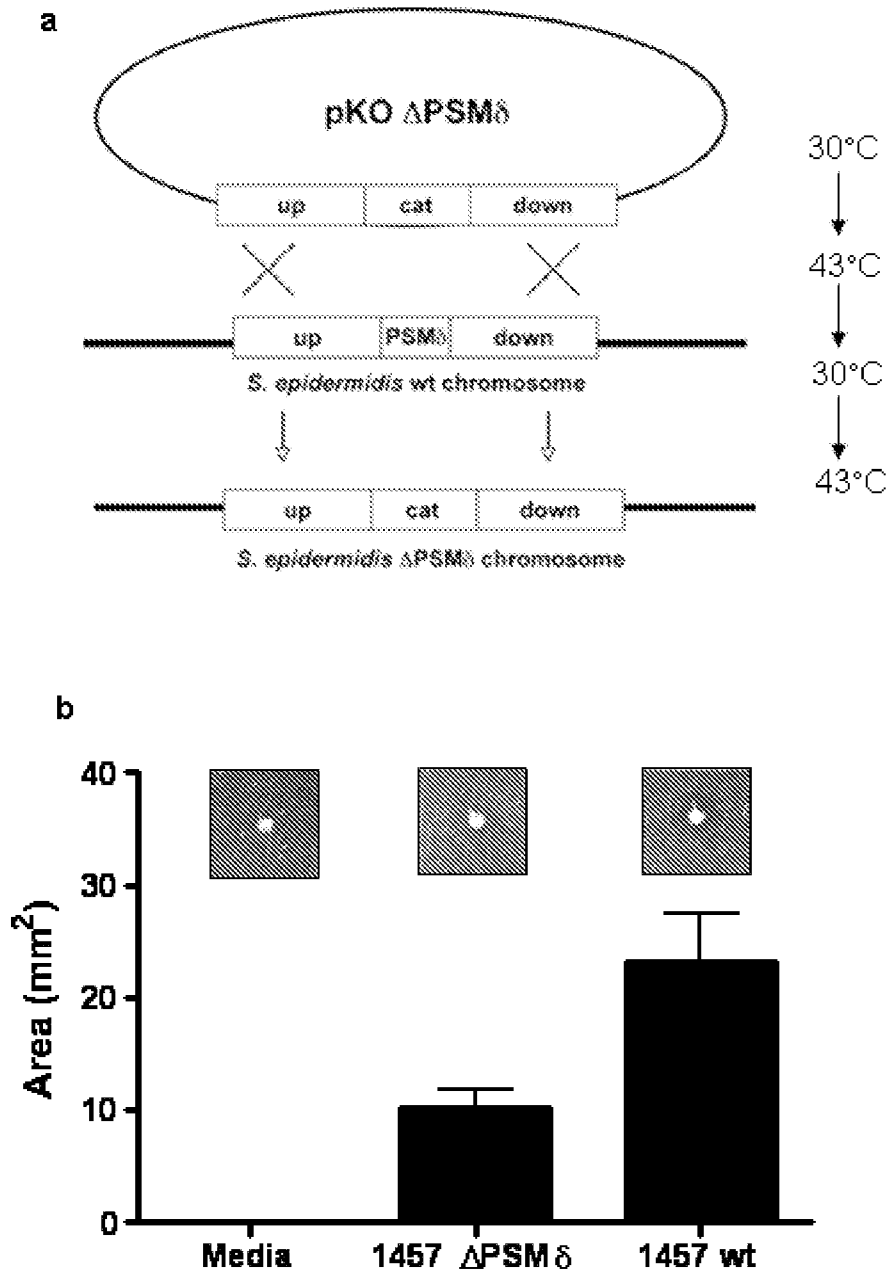 a
pKO ΔPSMδ
up cat down
30°C
43°C
30°C
43°C
up PSMδ down
S. epidermidis wt chromosome
up cat down
S. epidermidis ΔPSMδ chromosome
b
Area (mm²)
40
30
20
10
0
Media 1457 ΔPSMδ 1457 wt